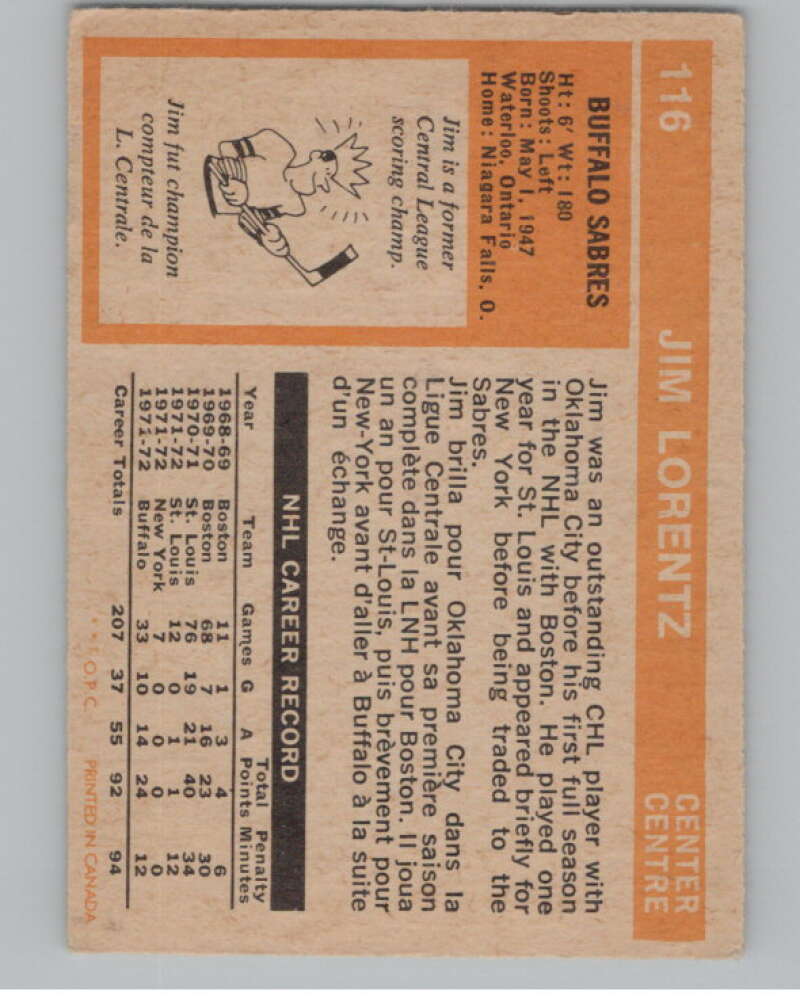 116 JIM LORENTZ CENTER
CENTRE
BUFFALO SABRES
Ht: 6' Wt: 180
Shoots: Left
Born: May 1, 1947
Waterloo, Ontario
Home: Niagara Falls, O.
Jim is a former
Central League
scoring champ.
Jim fut champion
compteur de la
L. Centrale.
Jim was an outstanding CHL player with
Oklahoma City before his first full season
in the NHL with Boston. He played one
year for St. Louis and appeared briefly for
New York before being traded to the
Sabres.
Jim brilla pour Oklahoma City dans la
Ligue Centrale avant sa première saison
complète dans la LNH pour Boston. Il joua
un an pour St-Louis, puis brèvement pour
New-York avant d'aller à Buffalo à la suite
d'un échange.
NHL CAREER RECORD
Total Penalty
Year Team Games G A Points Minutes
1968-69 Boston 11 1 3 4 6
1969-70 Boston 68 7 16 23 30
1970-71 St. Louis 76 19 21 40 34
1971-72 St. Louis 12 0 1 1 12
1971-72 New York 7 0 0 0 0
1971-72 Buffalo 33 10 14 24 12
Career Totals 207 37 55 92 94
O.P.C. PRINTED IN CANADA